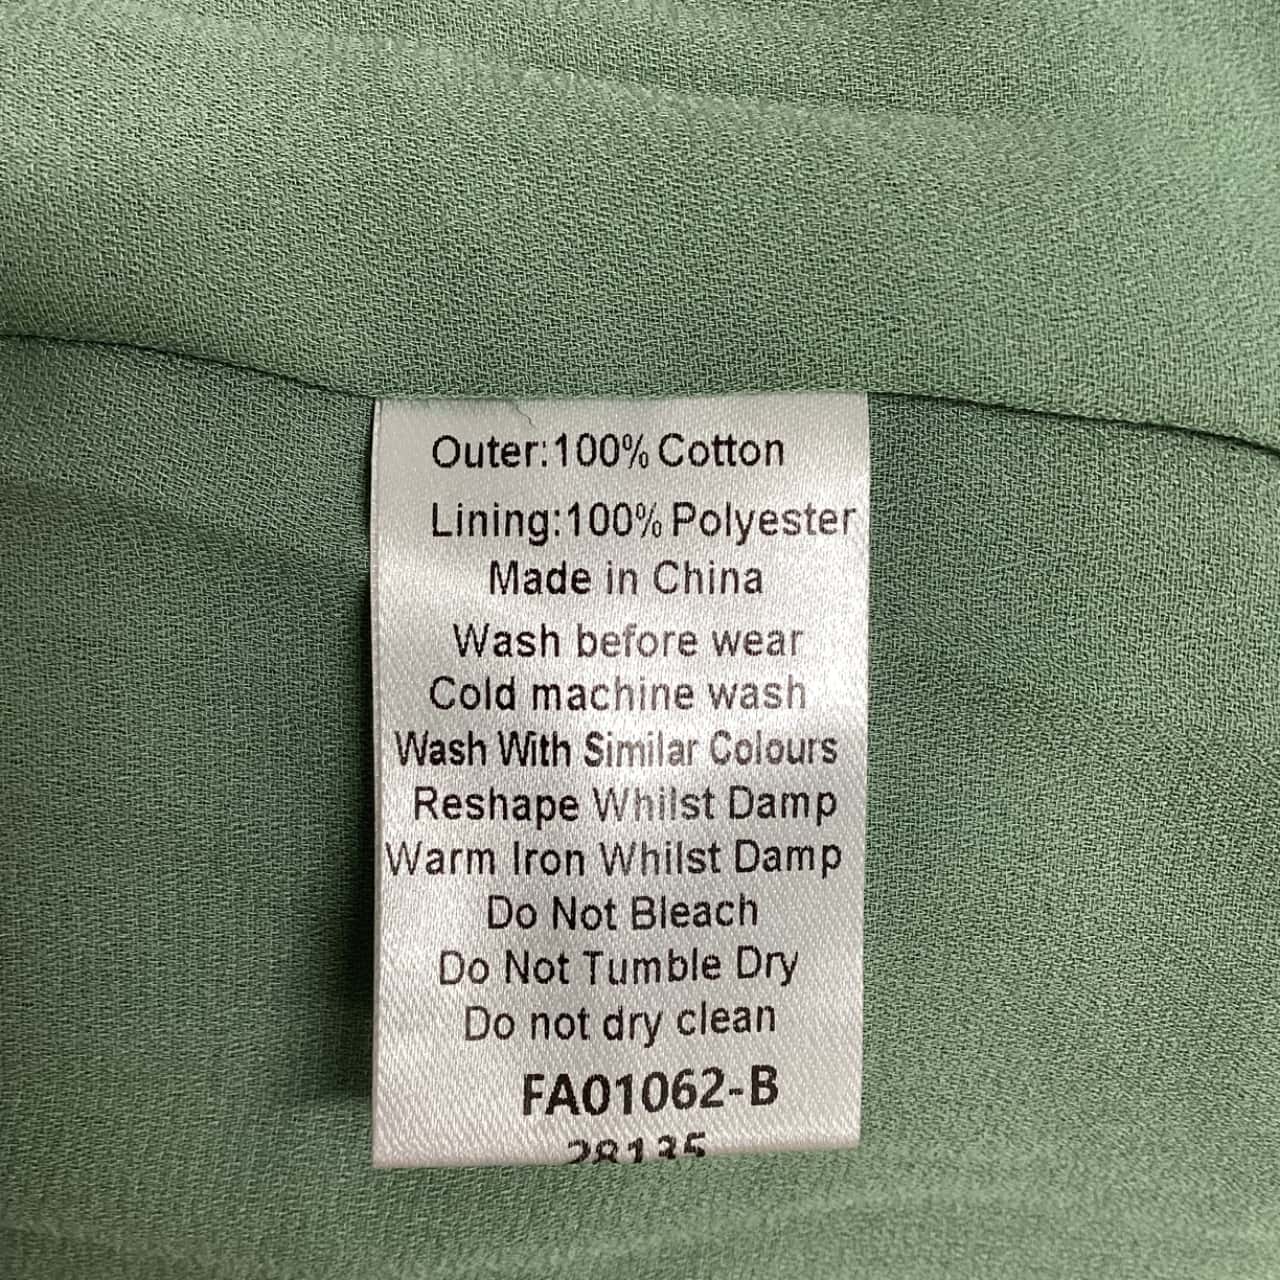 Outer:100% Cotton
Lining:100% Polyester
Made in China
Wash before wear
Cold machine wash
Wash With Similar Colours
Reshape Whilst Damp
Warm Iron Whilst Damp
Do Not Bleach
Do Not Tumble Dry
Do not dry clean
FA01062-B